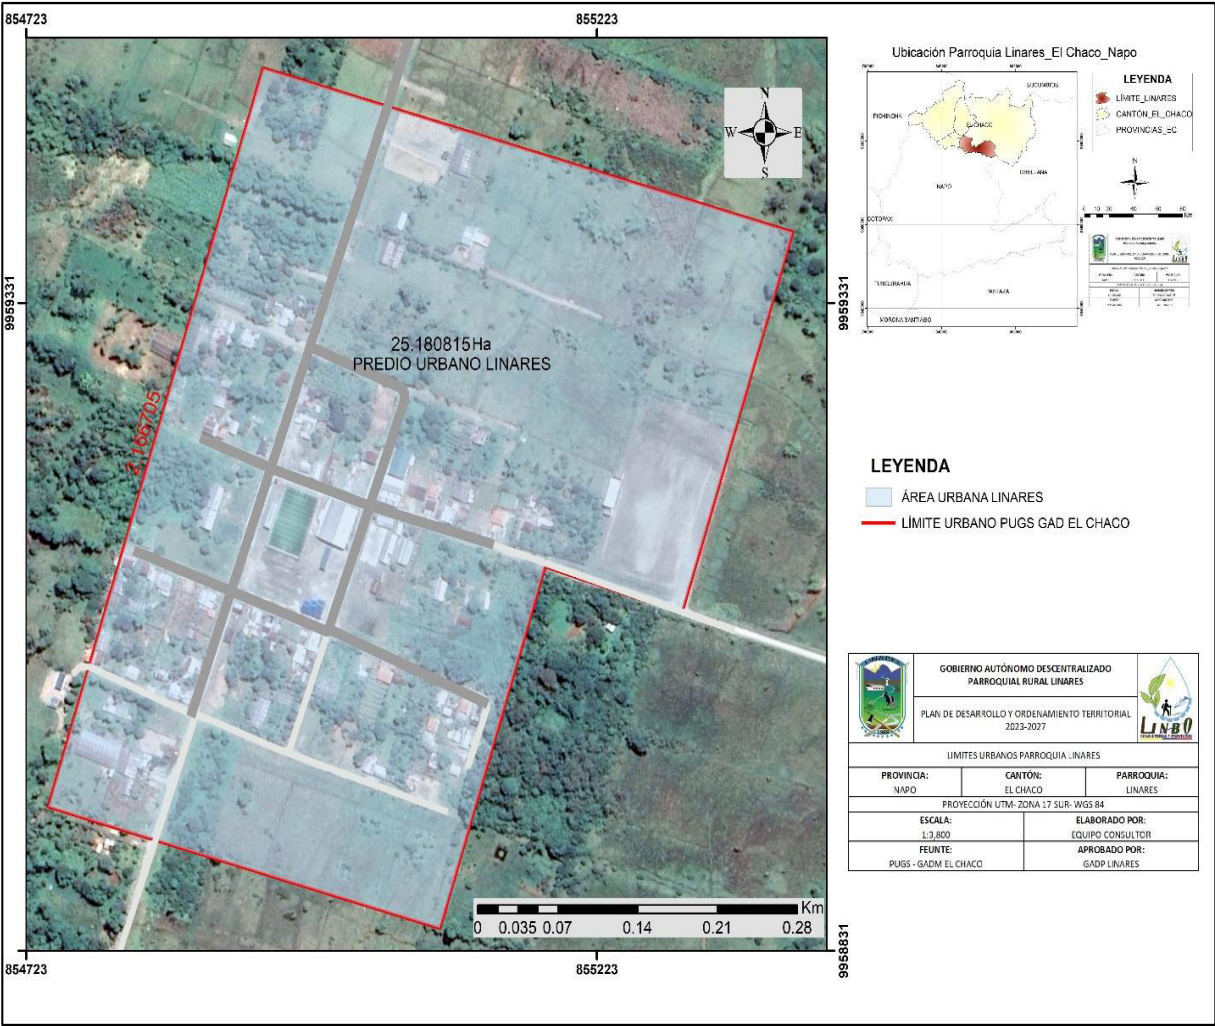 854723
855223
9959331
9959331
N
W
E
S
25.180815Ha
PREDIO URBANO LINARES
2.166705
Km
0
0.035
0.07
0.14
0.21
0.28
854723
855223
9958831
Ubicación Parroquia Linares_El Chaco_Napo
SUCUMBIOS
PICHINCHA
EL CHACO
ORELLANA
NAPO
COTOPAXI
TUNGURAHUA
PASTAZA
MORONA SANTIAGO
LEYENDA
LÍMITE_LINARES
CANTÓN_EL_CHACO
PROVINCIAS_EC
N
LEYENDA
ÁREA URBANA LINARES
LÍMITE URBANO PUGS GAD EL CHACO
LINARES
GOBIERNO AUTÓNOMO DESCENTRALIZADO
PARROQUIAL RURAL LINARES
PLAN DE DESARROLLO Y ORDENAMIENTO TERRITORIAL
2023-2027
LINBO
LIMITES URBANOS PARROQUIA LINARES
PROVINCIA:
NAPO
CANTÓN:
EL CHACO
PARROQUIA:
LINARES
PROYECCIÓN UTM- ZONA 17 SUR- WGS 84
ESCALA:
1:3,800
ELABORADO POR:
EQUIPO CONSULTOR
FEUNTE:
PUGS - GADM EL CHACO
APROBADO POR:
GADP LINARES